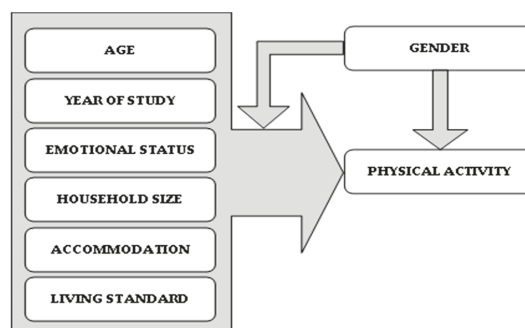 AGE
YEAR OF STUDY
EMOTIONAL STATUS
HOUSEHOLD SIZE
ACCOMMODATION
LIVING STANDARD
GENDER
PHYSICAL ACTIVITY